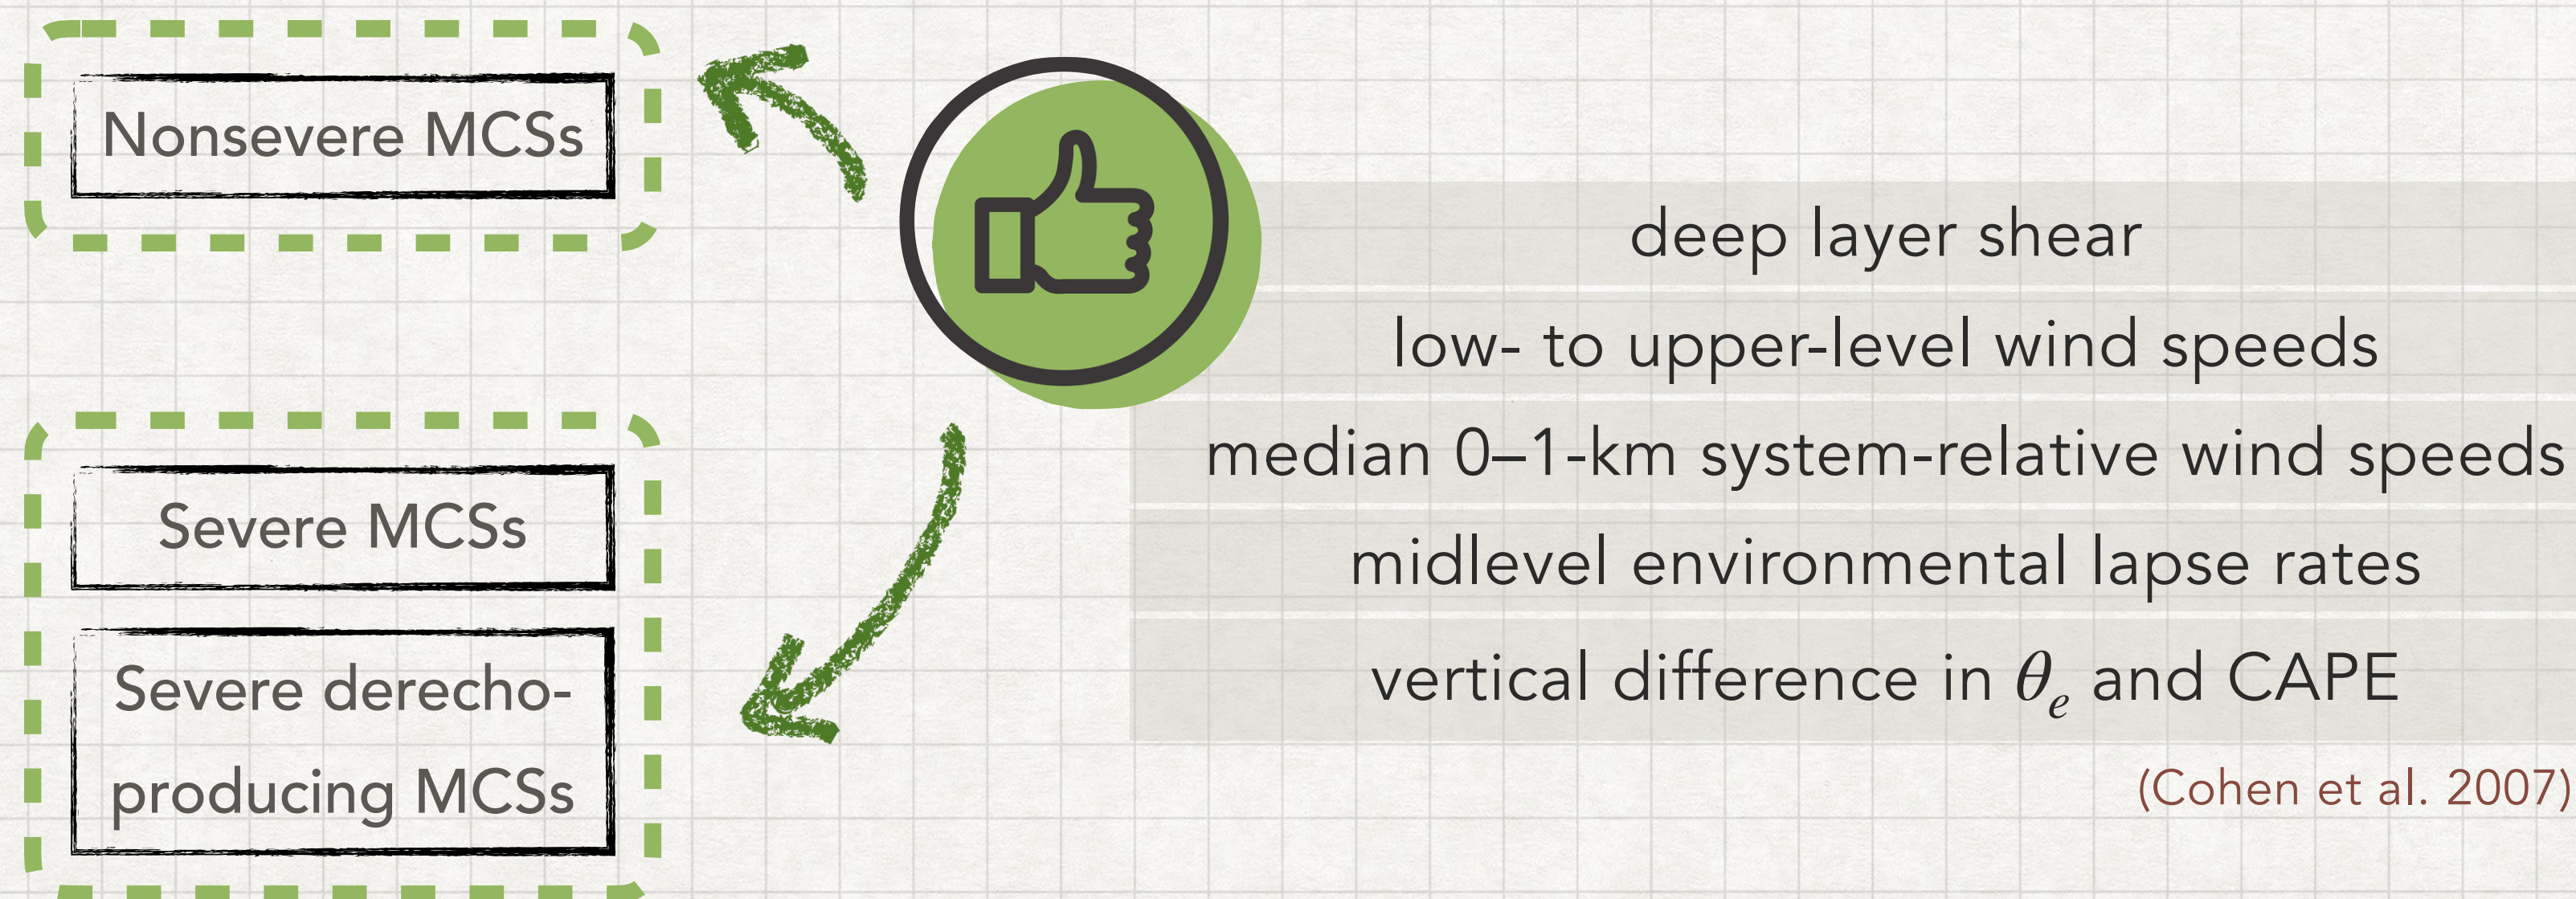 Nonsevere MCSs
Severe MCSs
Severe derecho-
producing MCSs
deep layer shear
low- to upper-level wind speeds
median 0–1-km system-relative wind speeds
midlevel environmental lapse rates
vertical difference in θₑ and CAPE
(Cohen et al. 2007)